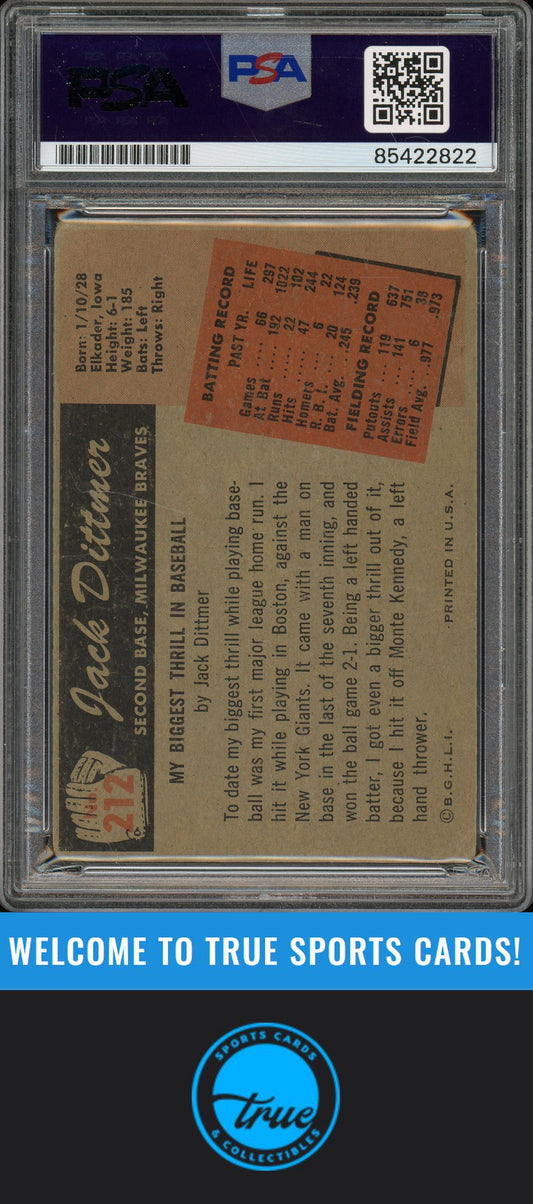 PSA
PSA
85422822
No.
212
Jack Dittmer
SECOND BASE, MILWAUKEE BRAVES
Born: 1/10/28
Elkader, Iowa
Height: 6-1
Weight: 185
Bats: Left
Throws: Right
MY BIGGEST THRILL IN BASEBALL
by Jack Dittmer
To date my biggest thrill while playing base-
ball was my first major league home run. I
hit it while playing in Boston, against the
New York Giants. It came with a man on
base in the last of the seventh inning, and
won the ball game 2-1. Being a left handed
batter, I got even a bigger thrill out of it,
because I hit it off Monte Kennedy, a left
hand thrower.
BATTING RECORD
PAST YR. LIFE
Games .... 66 297
At Bat .... 192 1022
Runs .... 22 102
Hits .... 47 244
Homers ... 6 22
R. B. I. ... 20 124
Bat. Avg. .. .245 .239
FIELDING RECORD
Putouts ... 119 637
Assists ... 141 751
Errors .... 6 38
Field Avg. .. .977 .973
©B.G.H.L.I. PRINTED IN U.S.A.
WELCOME TO TRUE SPORTS CARDS!
SPORTS CARDS
true
& COLLECTIBLES